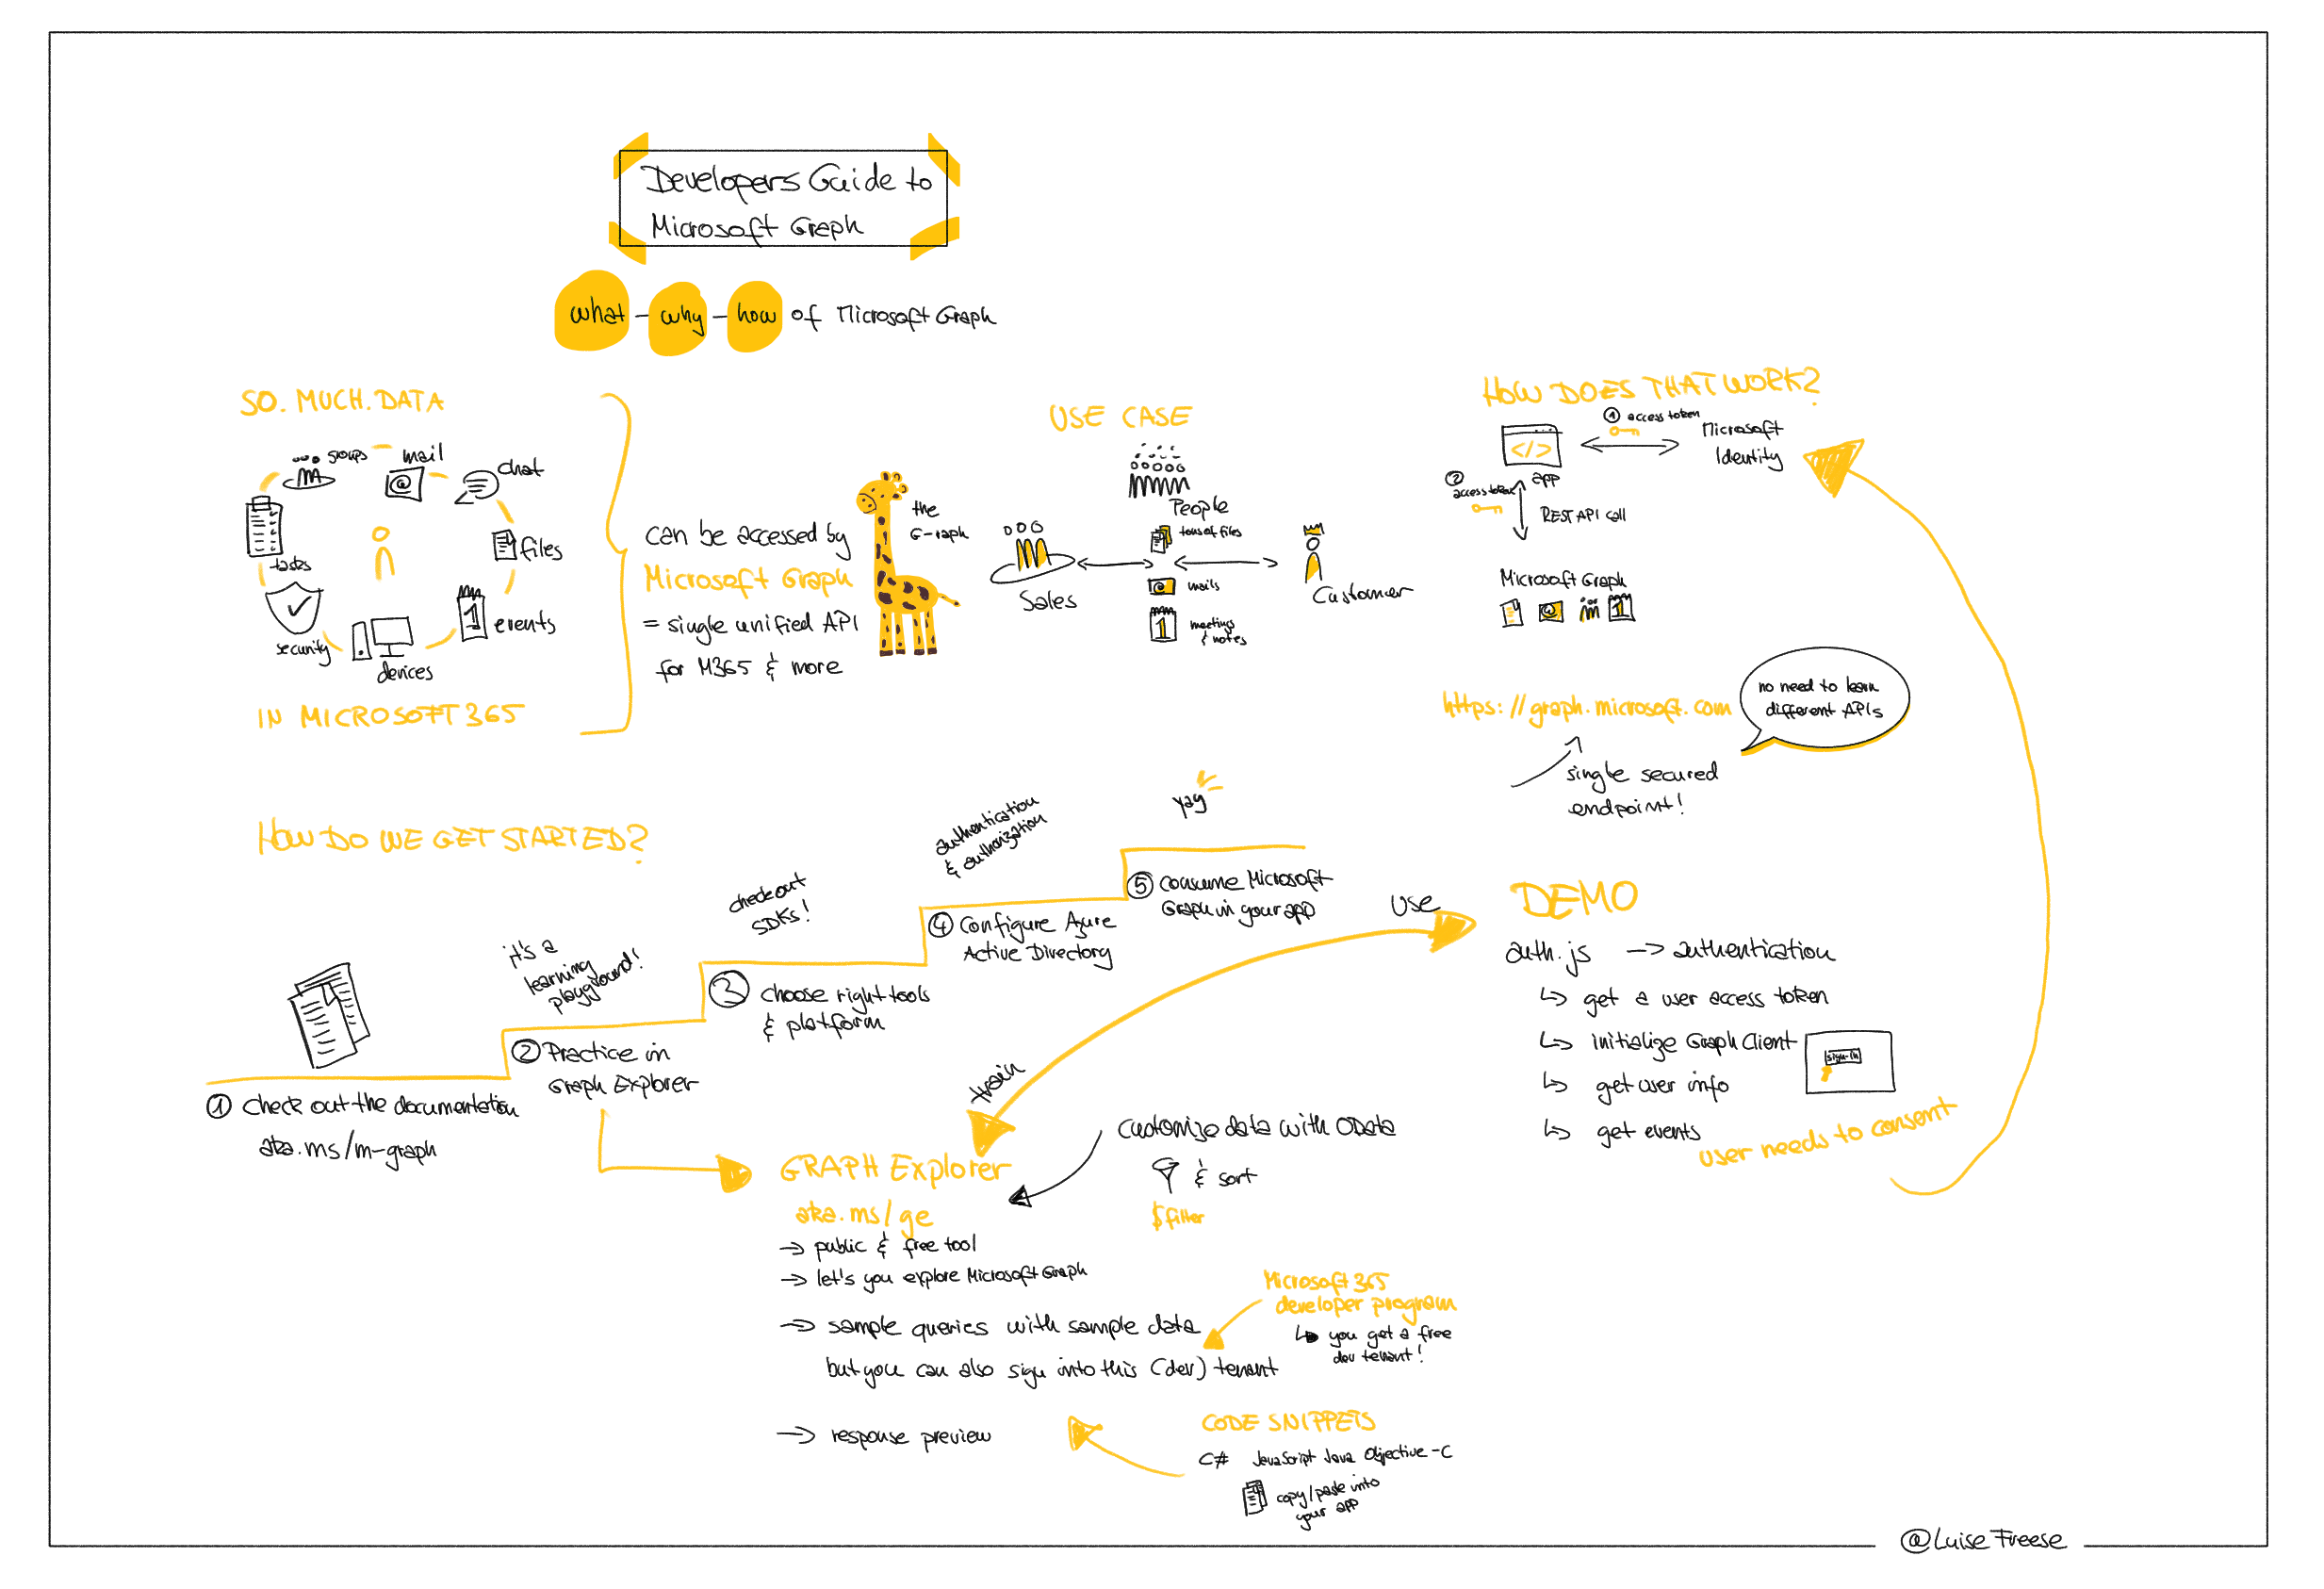 Developers Guide to
Microsoft Graph
what - why - how of Microsoft Graph
SO. MUCH. DATA
groups
mail
chat
files
events
devices
security
tasks
IN MICROSOFT 365
can be accessed by
Microsoft Graph
= single unified API
for M365 & more
the
G-raph
USE CASE
People
tons of files
mails
1
meetings
& notes
Sales
Customer
HOW DOES THAT WORK?
1 access token
</>
app
Microsoft
Identity
2
access token
REST API call
Microsoft Graph
https://graph.microsoft.com
no need to learn
different APIs
single secured
endpoint!
HOW DO WE GET STARTED?
1 Check out the documentation
aka.ms/m-graph
it's a
learning
playground!
2 Practice in
Graph Explorer
check out
SDKs!
3 choose right tools
& platform
authentication
& authorization
4 Configure Azure
Active Directory
yay
5 Consume Microsoft
Graph in your app
use
train
GRAPH Explorer
aka.ms/ge
→ public & free tool
→ let's you explore Microsoft Graph
→ sample queries with sample data
but you can also sign into this (dev) tenant
→ response preview
Customize data with OData
& sort
$filter
Microsoft 365
developer program
↳ you get a free
dev tenant!
CODE SNIPPETS
C# JavaScript Java Objective-C
copy/paste into
your app
DEMO
auth.js → authentication
↳ get a user access token
↳ initialize Graph Client
↳ get user info
↳ get events
sign-in
user needs to consent
@Luise Freese